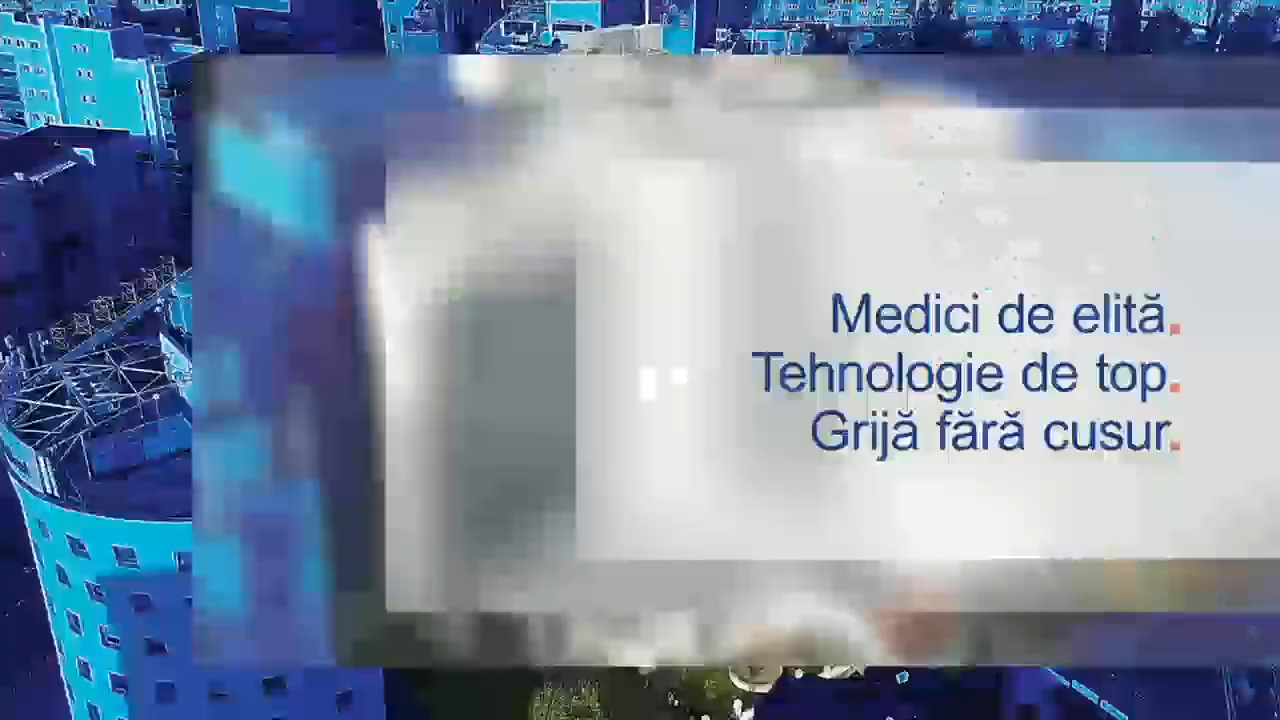 Medici de elită.
Tehnologie de top.
Grijă fără cusur.